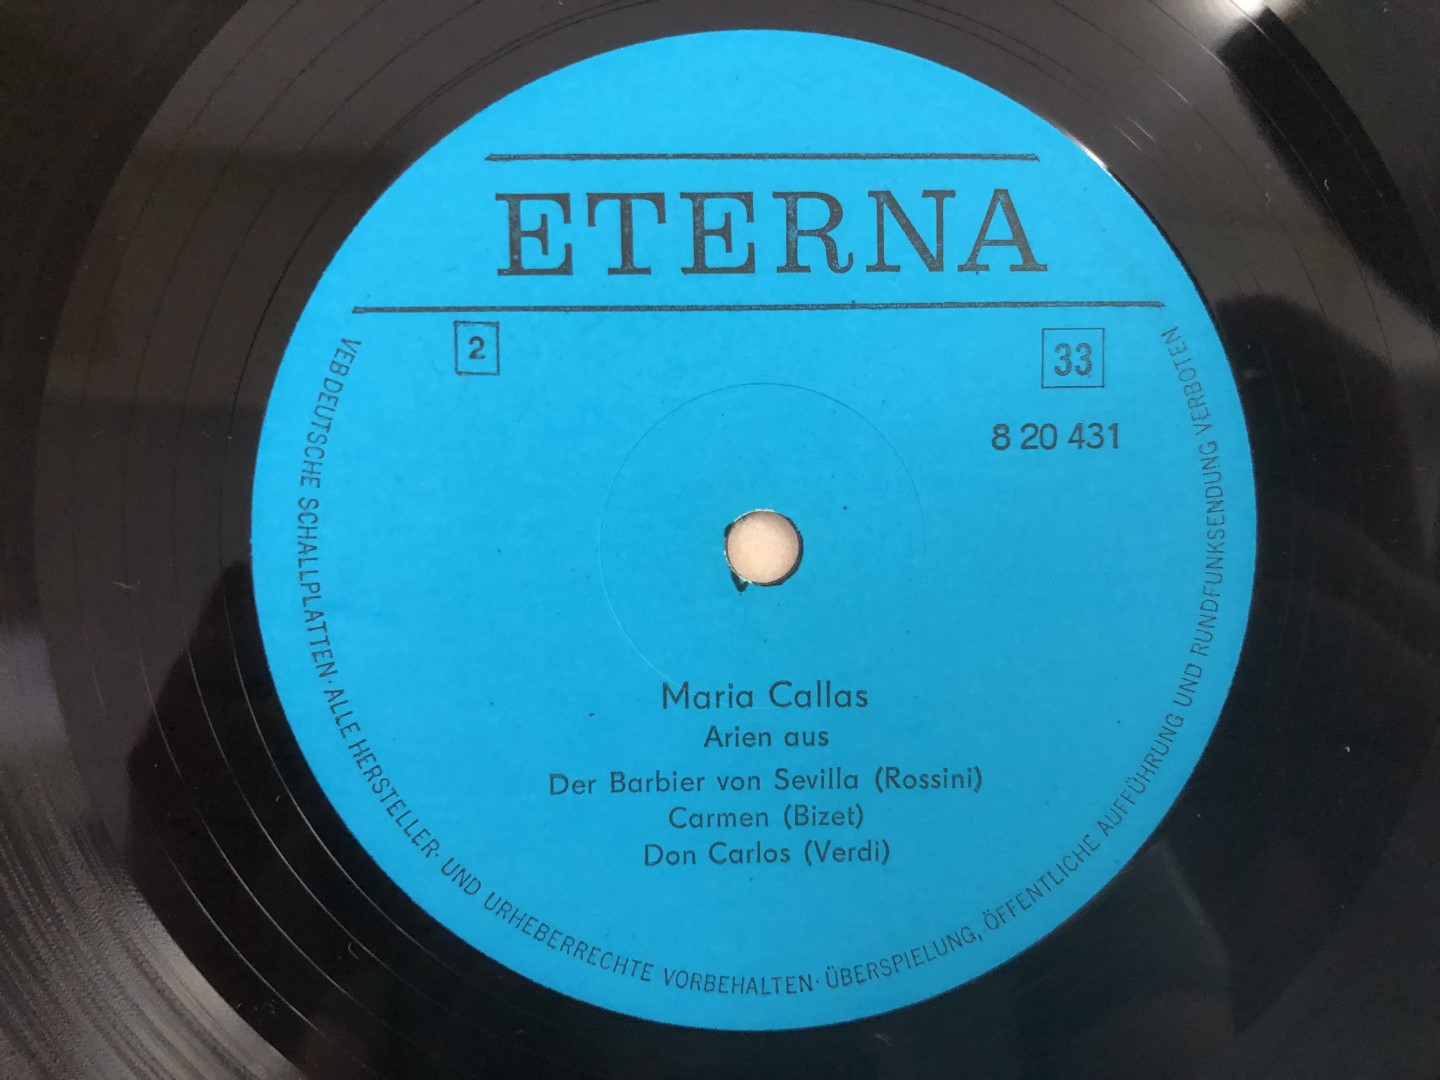 ETERNA
2
33
8 20 431
Maria Callas
Arien aus
Der Barbier von Sevilla (Rossini)
Carmen (Bizet)
Don Carlos (Verdi)
VEB DEUTSCHE SCHALLPLATTEN· ALLE HERSTELLER- UND URHEBERRECHTE VORBEHALTEN· ÜBERSPIELUNG, ÖFFENTLICHE AUFFÜHRUNG UND RUNDFUNKSENDUNG VERBOTEN